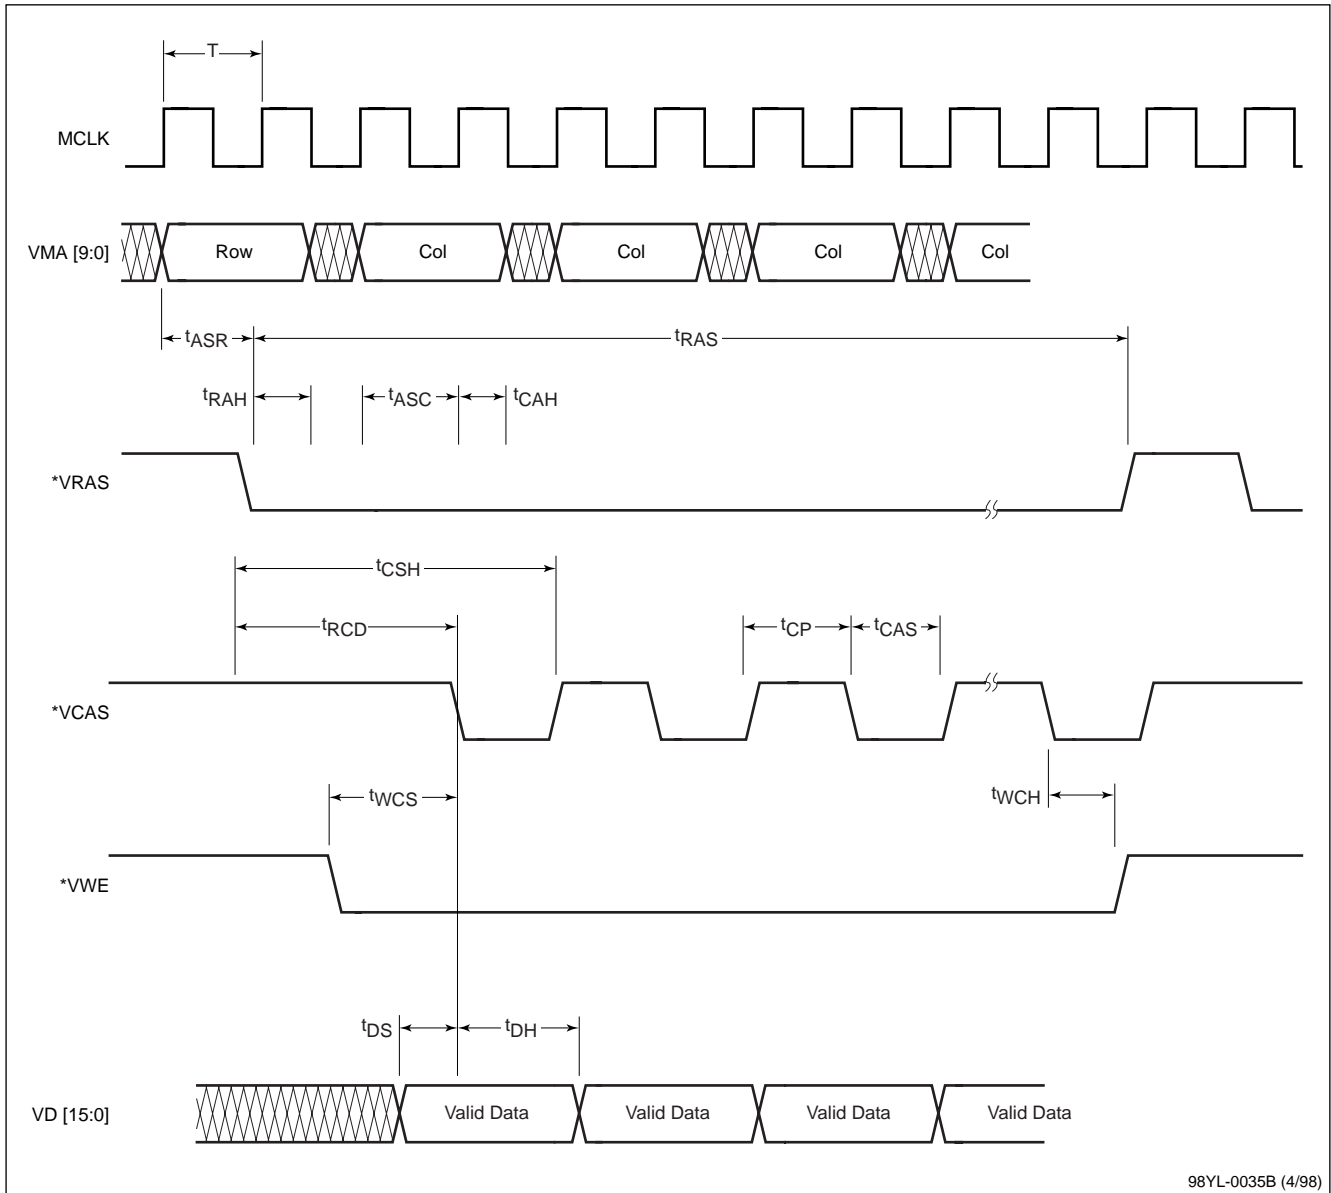 T
MCLK
VMA [9:0] Row Col Col Col Col
tASR tRAS
tRAH tASC tCAH
*VRAS
tCSH
tRCD tCP tCAS
*VCAS
tWCS tWCH
*VWE
tDS tDH
VD [15:0] Valid Data Valid Data Valid Data Valid Data
98YL-0035B (4/98)